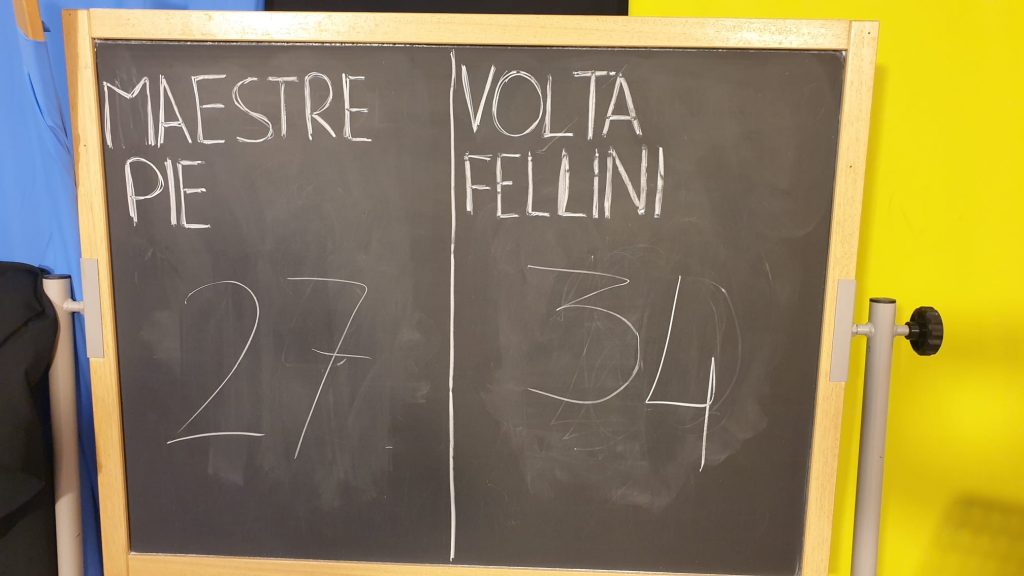 MAESTRE
PIE
27
VOLTA
FELLINI
34